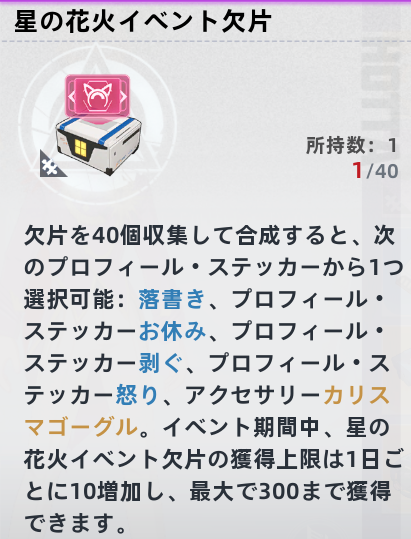 星の花火イベント欠片
所持数：1
1/40
欠片を40個収集して合成すると、次
のプロフィール・ステッカーから1つ
選択可能：落書き、プロフィール・
ステッカーお休み、プロフィール・
ステッカー剥ぐ、プロフィール・ス
テッカー怒り、アクセサリーカリス
マゴーグル。イベント期間中、星の
花火イベント欠片の獲得上限は1日ご
とに10増加し、最大で300まで獲得
できます。